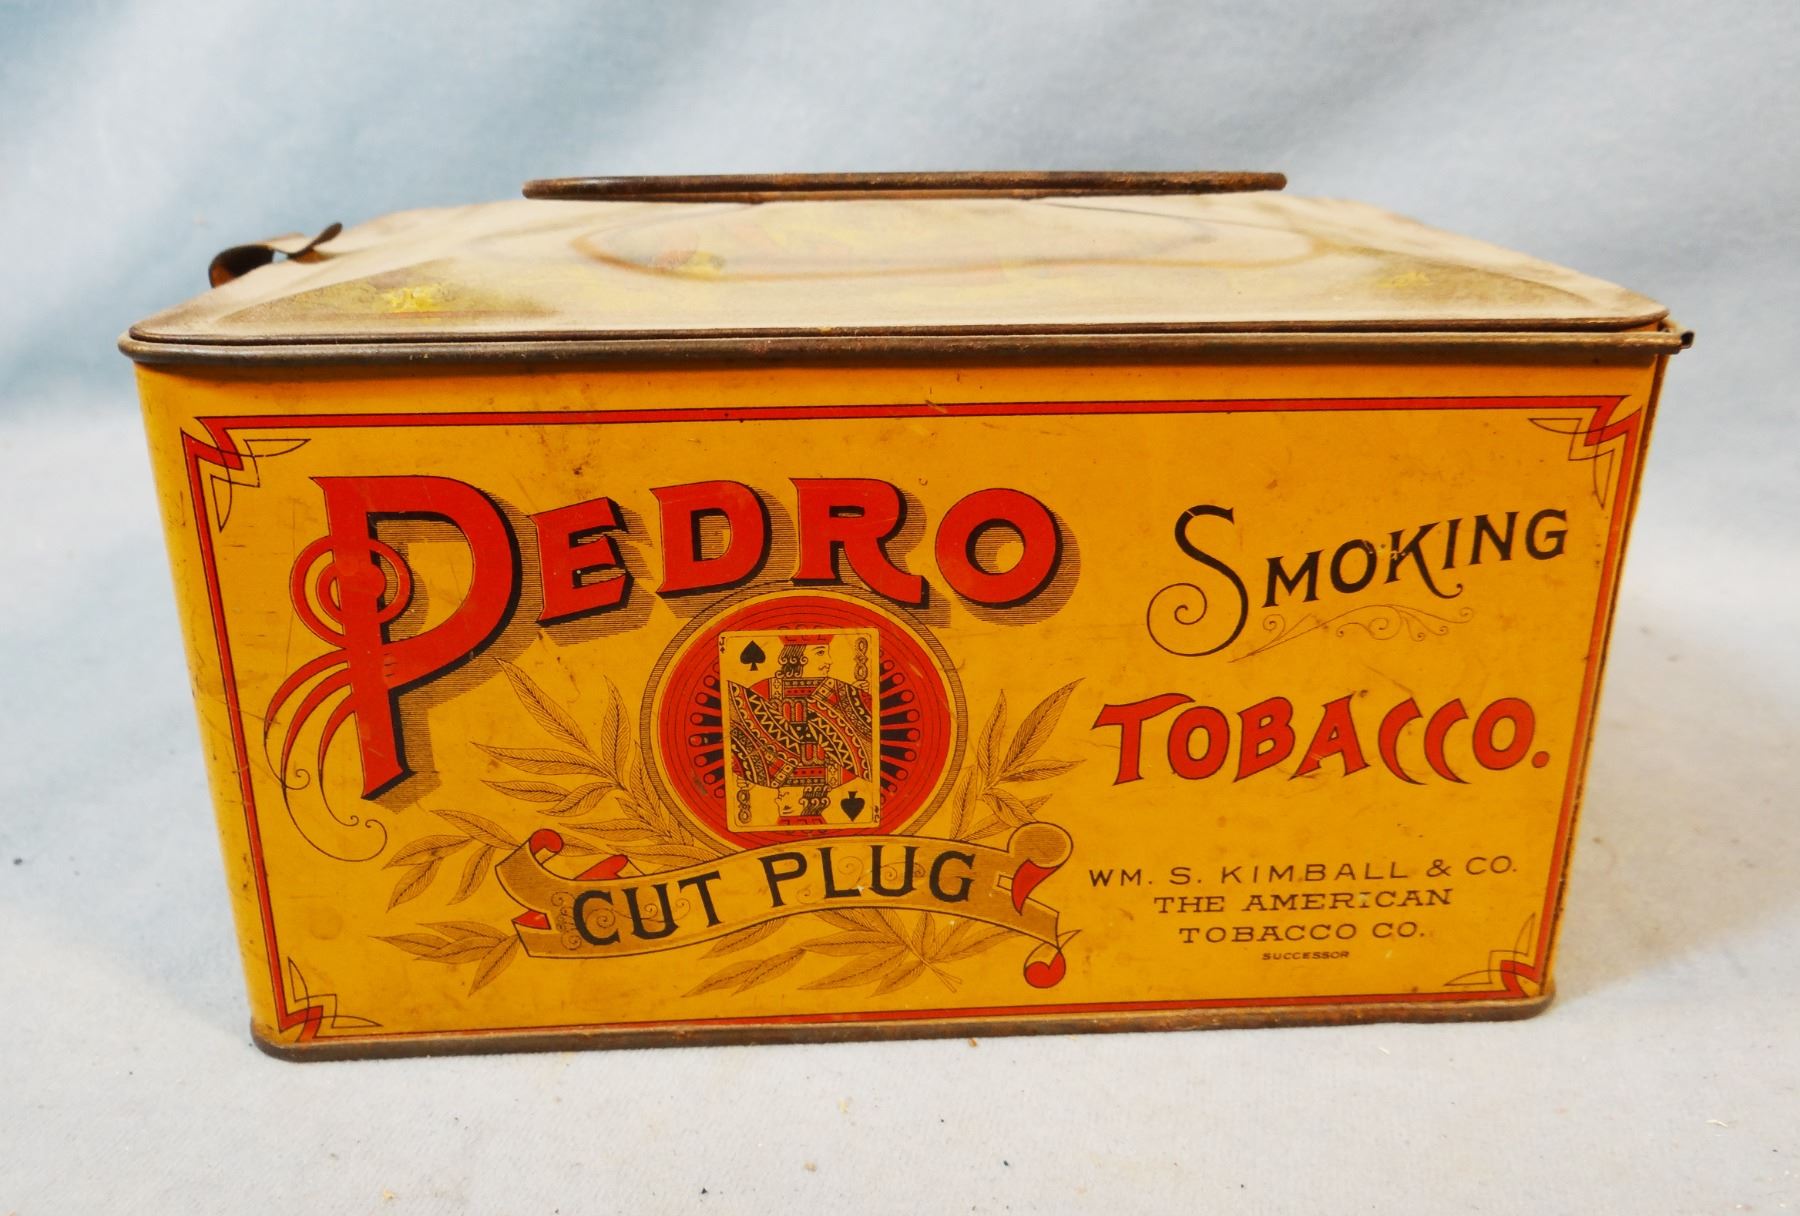 PEDRO
CUT PLUG
SMOKING
TOBACCO.
WM. S. KIMBALL & CO.
THE AMERICAN
TOBACCO CO.
SUCCESSOR